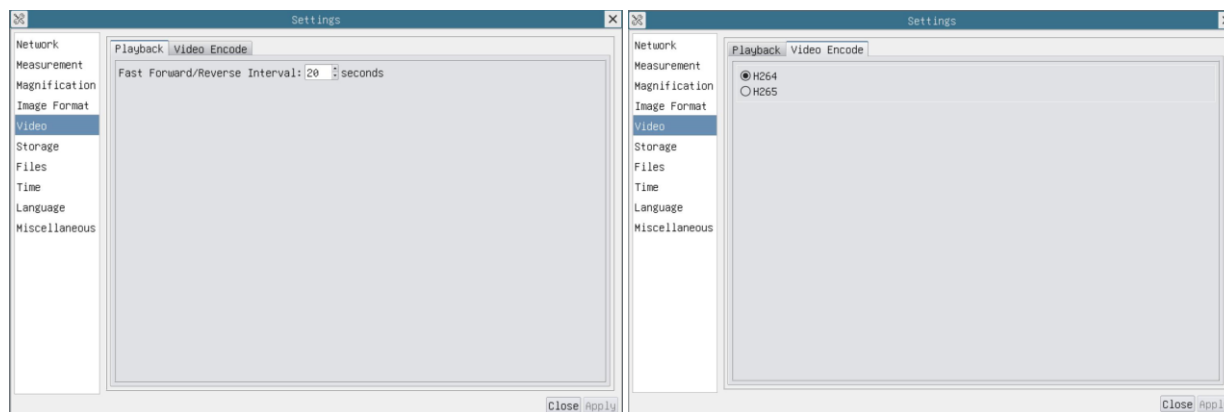 Settings
Network
Measurement
Magnification
Image Format
Video
Storage
Files
Time
Language
Miscellaneous
Playback Video Encode
Fast Forward/Reverse Interval: 20 seconds
Close Apply
Settings
Network
Measurement
Magnification
Image Format
Video
Storage
Files
Time
Language
Miscellaneous
Playback Video Encode
H264
H265
Close Appl